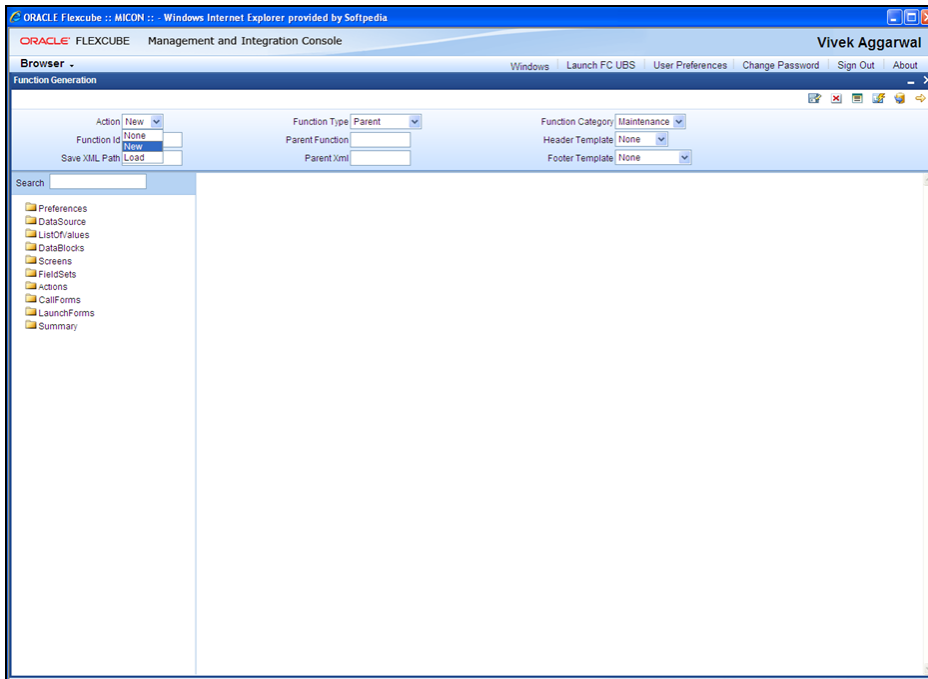 ORACLE Flexcube :: MICON :: - Windows Internet Explorer provided by Softpedia
ORACLE FLEXCUBE Management and Integration Console
Vivek Aggarwal
Browser
Windows Launch FC UBS User Preferences Change Password Sign Out About
Function Generation
Action New Function Type Parent Function Category Maintenance
Function Id None Parent Function Header Template None
New
Save XML Path Load Parent Xml Footer Template None
Search
Preferences
DataSource
ListOfValues
DataBlocks
Screens
FieldSets
Actions
CallForms
LaunchForms
Summary